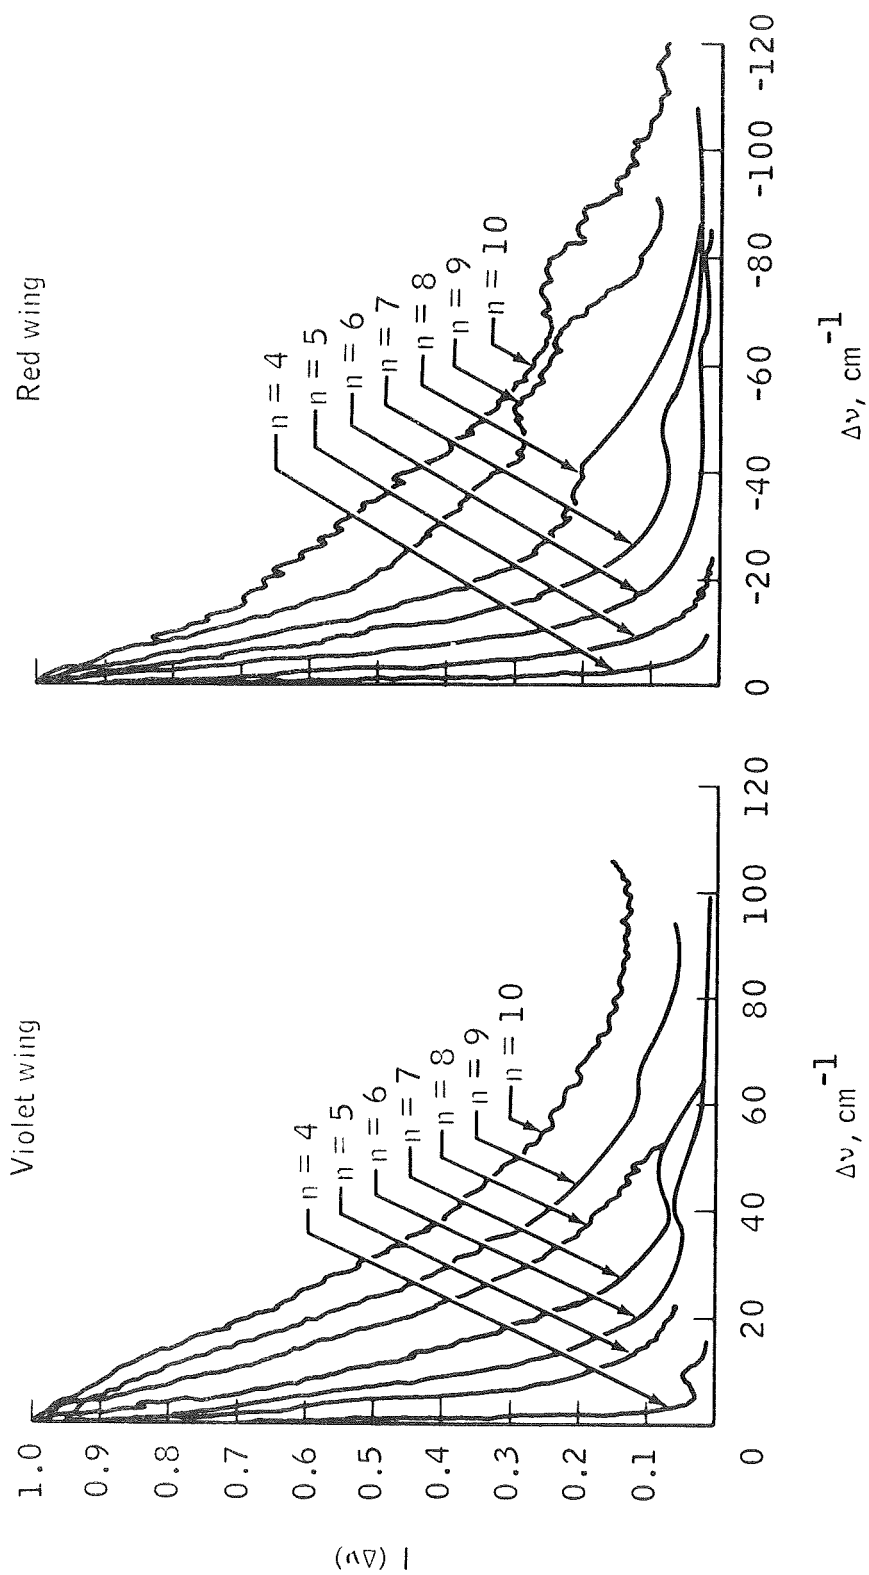 Violet wing
I (Δν)
1.0
0.9
0.8
0.7
0.6
0.5
0.4
0.3
0.2
0.1
0
20
40
60
80
100
120
n = 4
n = 5
n = 6
n = 7
n = 8
n = 9
n = 10
Δν, cm⁻¹
Red wing
n = 4
n = 5
n = 6
n = 7
n = 8
n = 9
n = 10
0
-20
-40
-60
-80
-100
-120
Δν, cm⁻¹